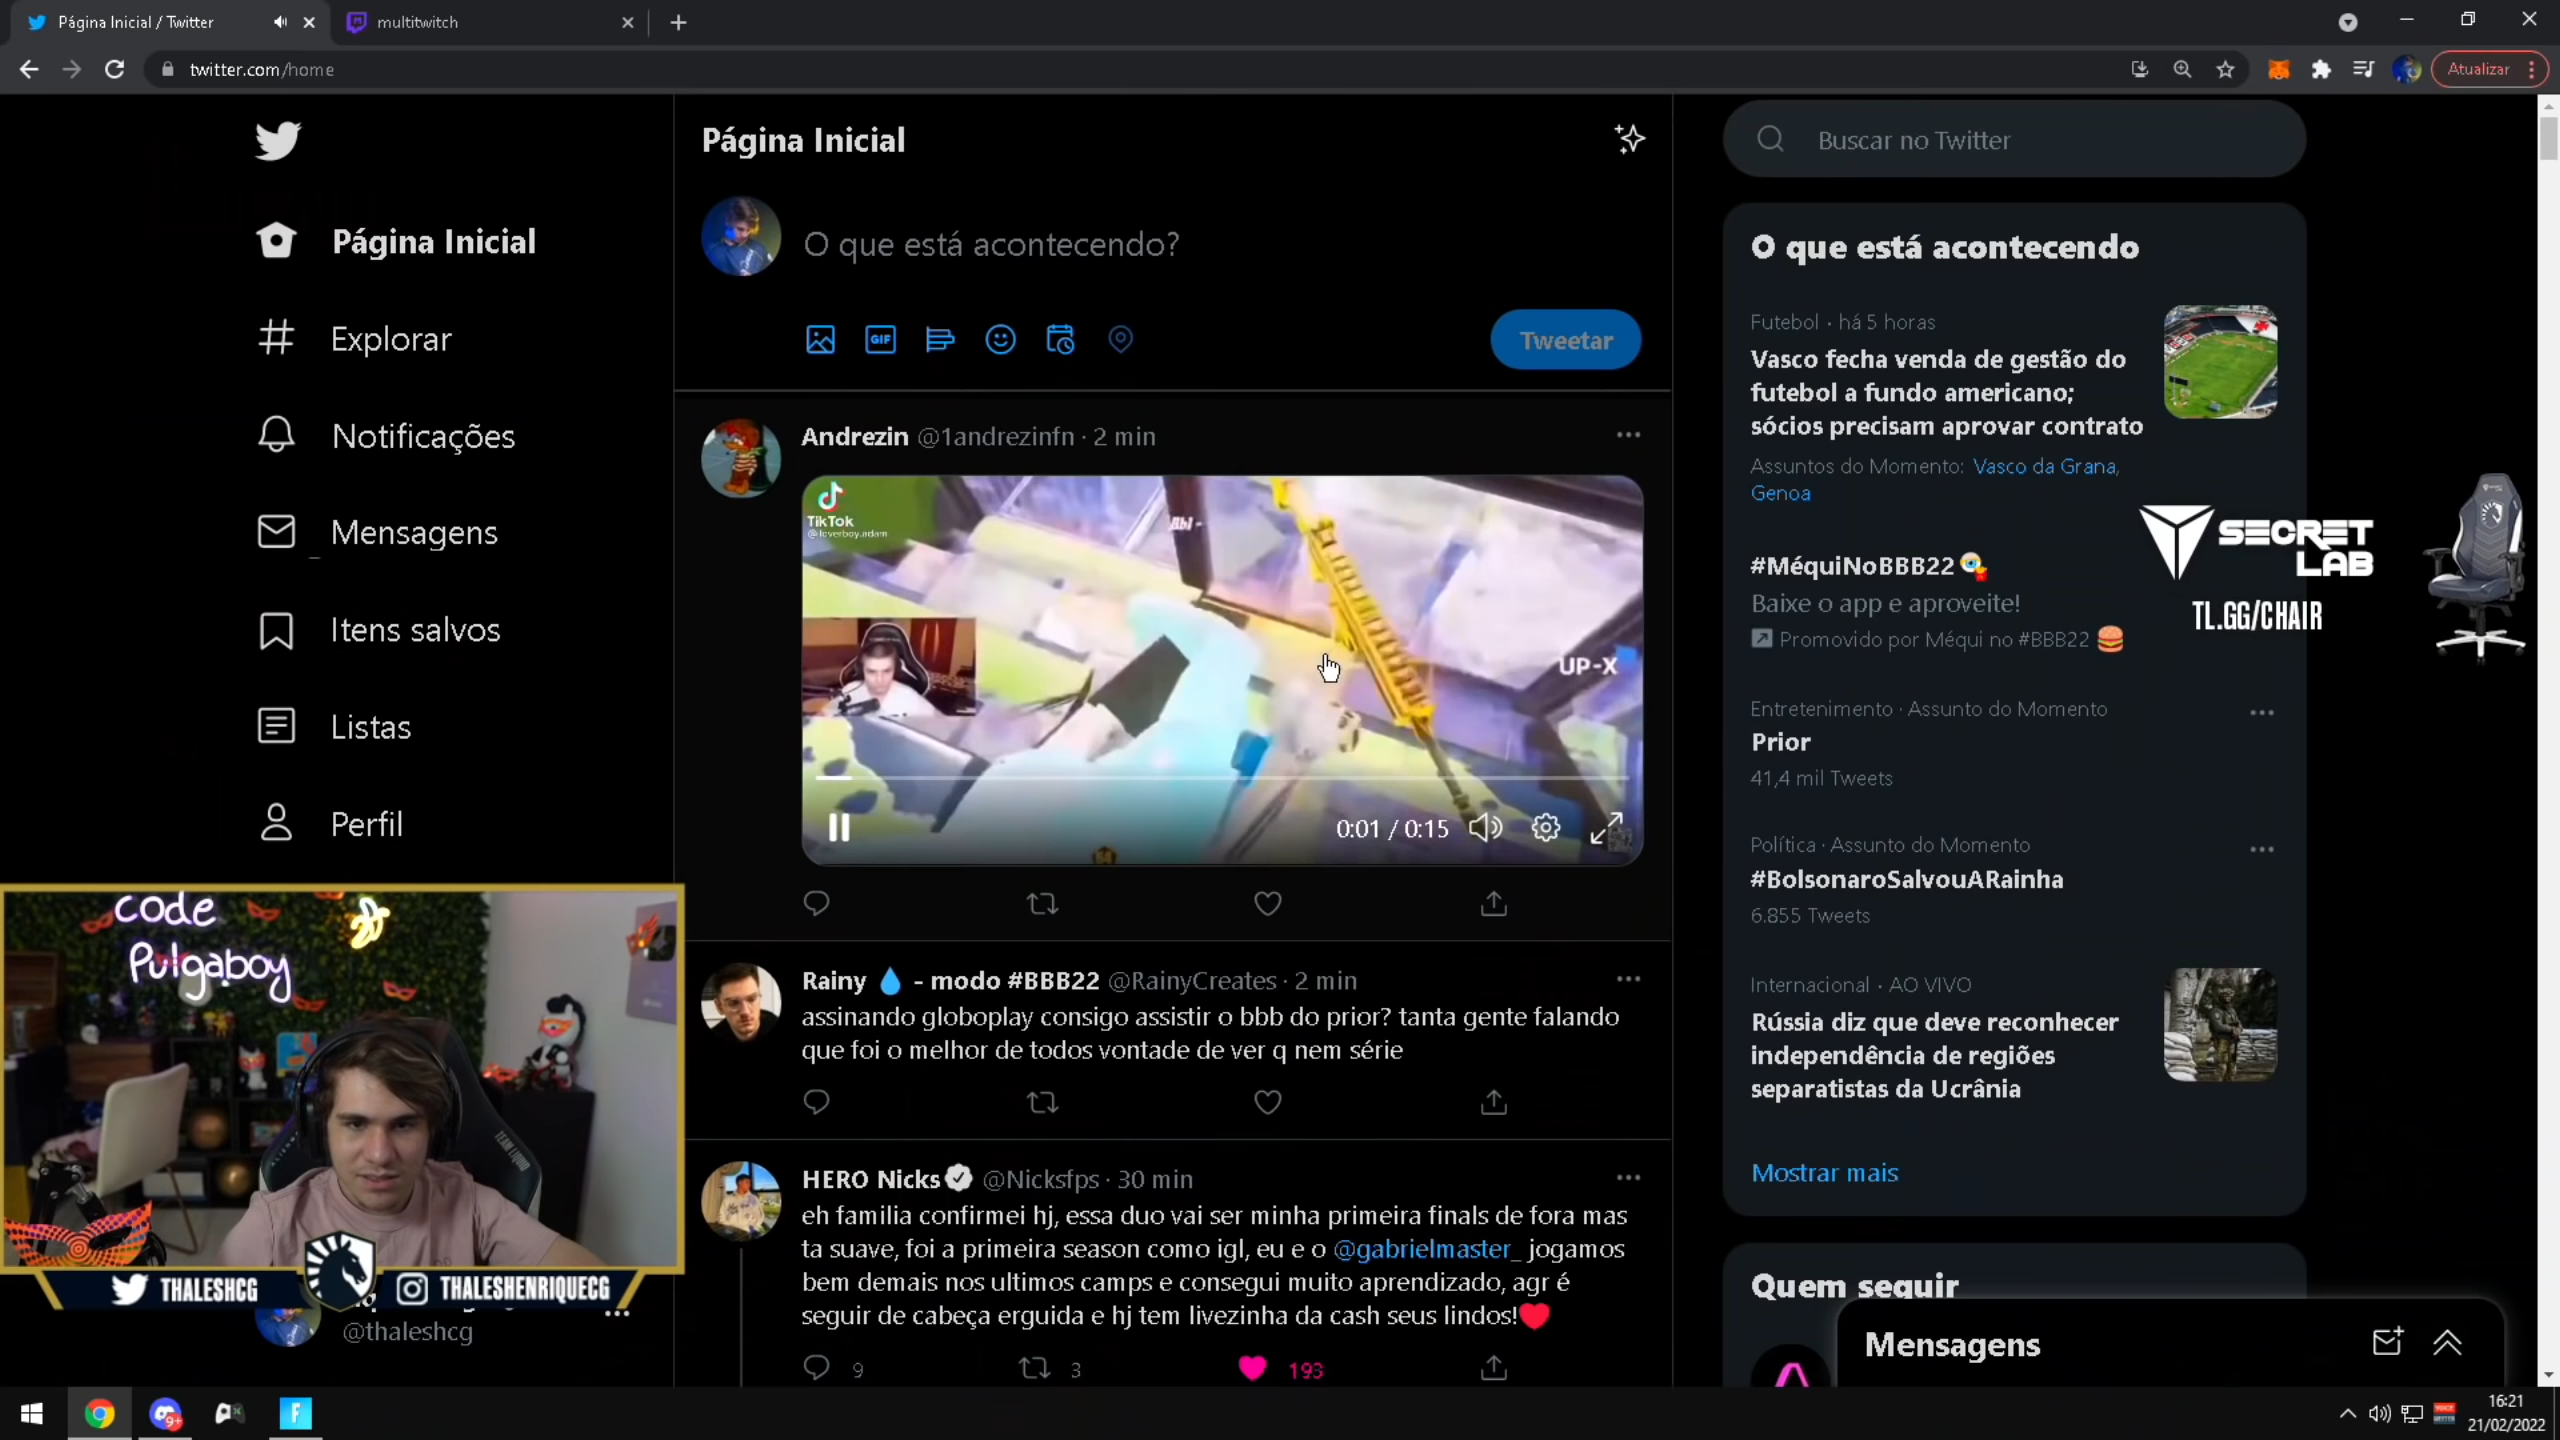 Página Inicial / Twitter
multitwitch
twitter.com/home
Atualizar
Página Inicial
Explorar
Notificações
Mensagens
Itens salvos
Listas
Perfil
@thaleshcg
code
Pulgaboy
TEAM LIQUID
THALESHCG
THALESHENRIQUECG
Página Inicial
O que está acontecendo?
GIF
Tweetar
Andrezin @1andrezinfn · 2 min
TikTok
@loverboy.adam
UP-X
0:01 / 0:15
Rainy 💧 - modo #BBB22 @RainyCreates · 2 min
assinando globoplay consigo assistir o bbb do prior? tanta gente falando
que foi o melhor de todos vontade de ver q nem série
HERO Nicks @Nicksfps · 30 min
eh familia confirmei hj, essa duo vai ser minha primeira finals de fora mas
ta suave, foi a primeira season como igl, eu e o @gabrielmaster_ jogamos
bem demais nos ultimos camps e consegui muito aprendizado, agr é
seguir de cabeça erguida e hj tem livezinha da cash seus lindos!❤️
9
3
193
Buscar no Twitter
O que está acontecendo
Futebol · há 5 horas
Vasco fecha venda de gestão do
futebol a fundo americano;
sócios precisam aprovar contrato
Assuntos do Momento: Vasco da Grana,
Genoa
#MéquiNoBBB22
Baixe o app e aproveite!
Promovido por Méqui no #BBB22 🍔
Entretenimento · Assunto do Momento
Prior
41,4 mil Tweets
Política · Assunto do Momento
#BolsonaroSalvouARainha
6.855 Tweets
Internacional · AO VIVO
Rússia diz que deve reconhecer
independência de regiões
separatistas da Ucrânia
Mostrar mais
Quem seguir
Mensagens
SECRET
LAB
TL.GG/CHAIR
9+
F
16:21
21/02/2022